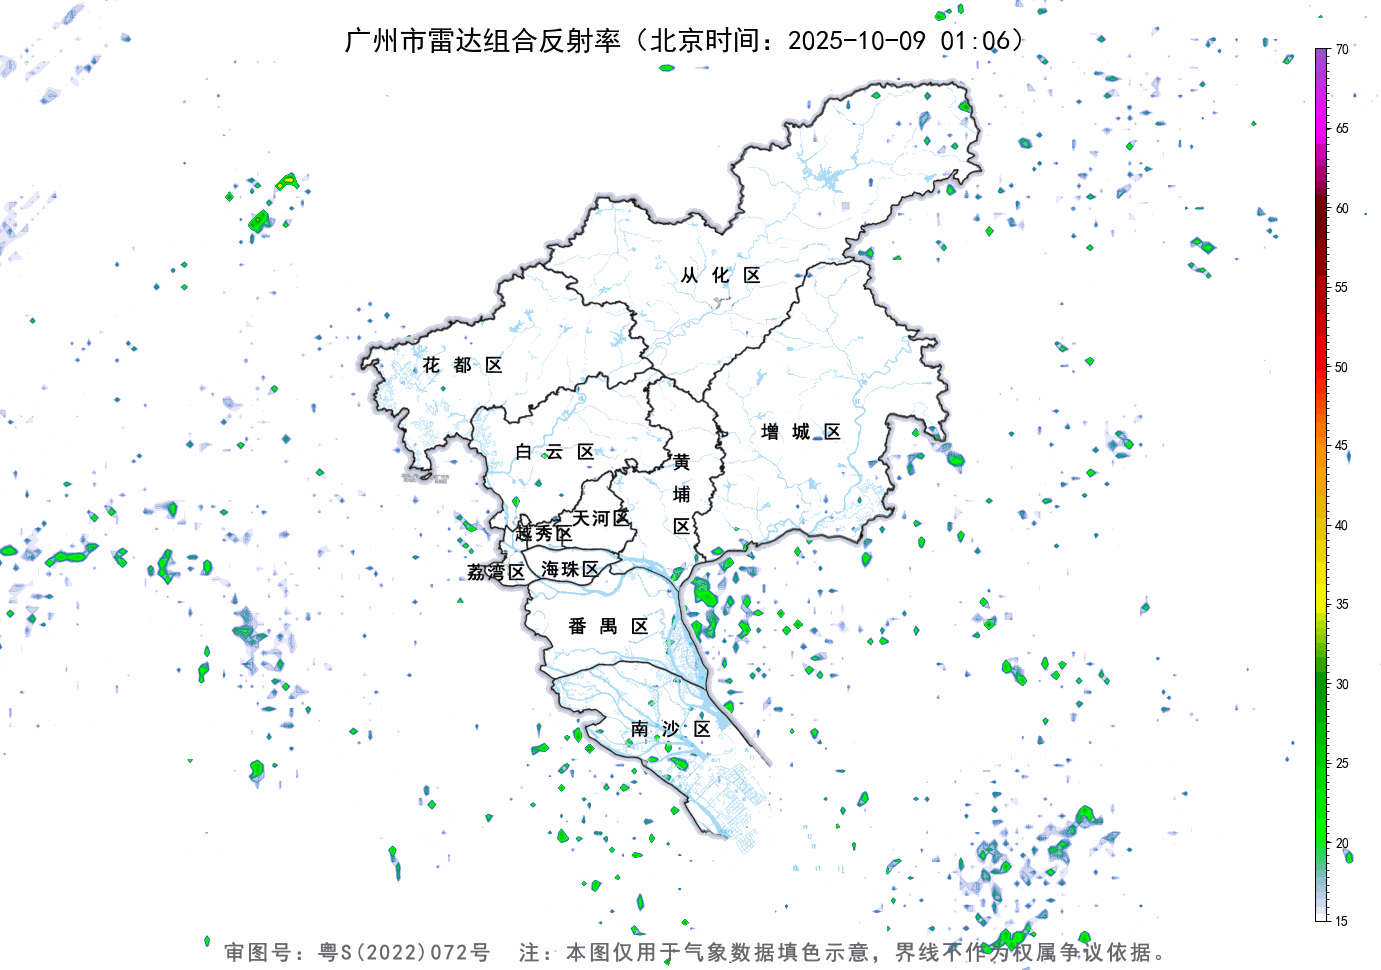 广州市雷达组合反射率（北京时间：2025-10-09 01:06）
70
65
60
55
50
45
40
35
30
25
20
15
从化区
花都区
增城区
白云区
黄埔区
天河区
越秀区
荔湾区
海珠区
番禺区
南沙区
审图号：粤S(2022)072号 注：本图仅用于气象数据填色示意，界线不作为权属争议依据。